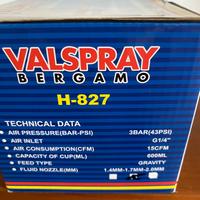 VALSPRAY
BERGAMO
H-827
TECHNICAL DATA
• AIR PRESSURE(BAR-PSI) 3BAR(43PSI)
• AIR INLET G1/4"
• AIR CONSUMPTION(CFM) 15CFM
• CAPACITY OF CUP(ML) 600ML
• FEED TYPE GRAVITY
• FLUID NOZZLE(MM) 1.4MM-1.7MM-2.0MM